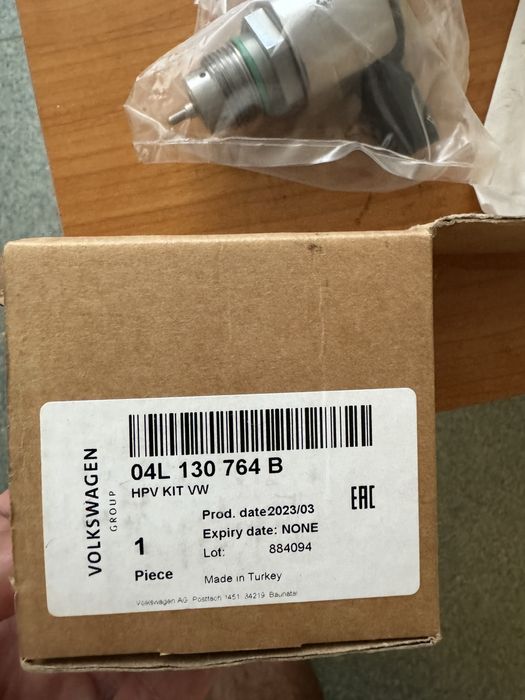 VOLKSWAGEN
GROUP
04L 130 764 B
HPV KIT VW
Prod. date2023/03
Expiry date: NONE
Lot: 884094
EAC
1
Piece
Made in Turkey
Volkswagen AG Postfach 1451 34219 Baunatal